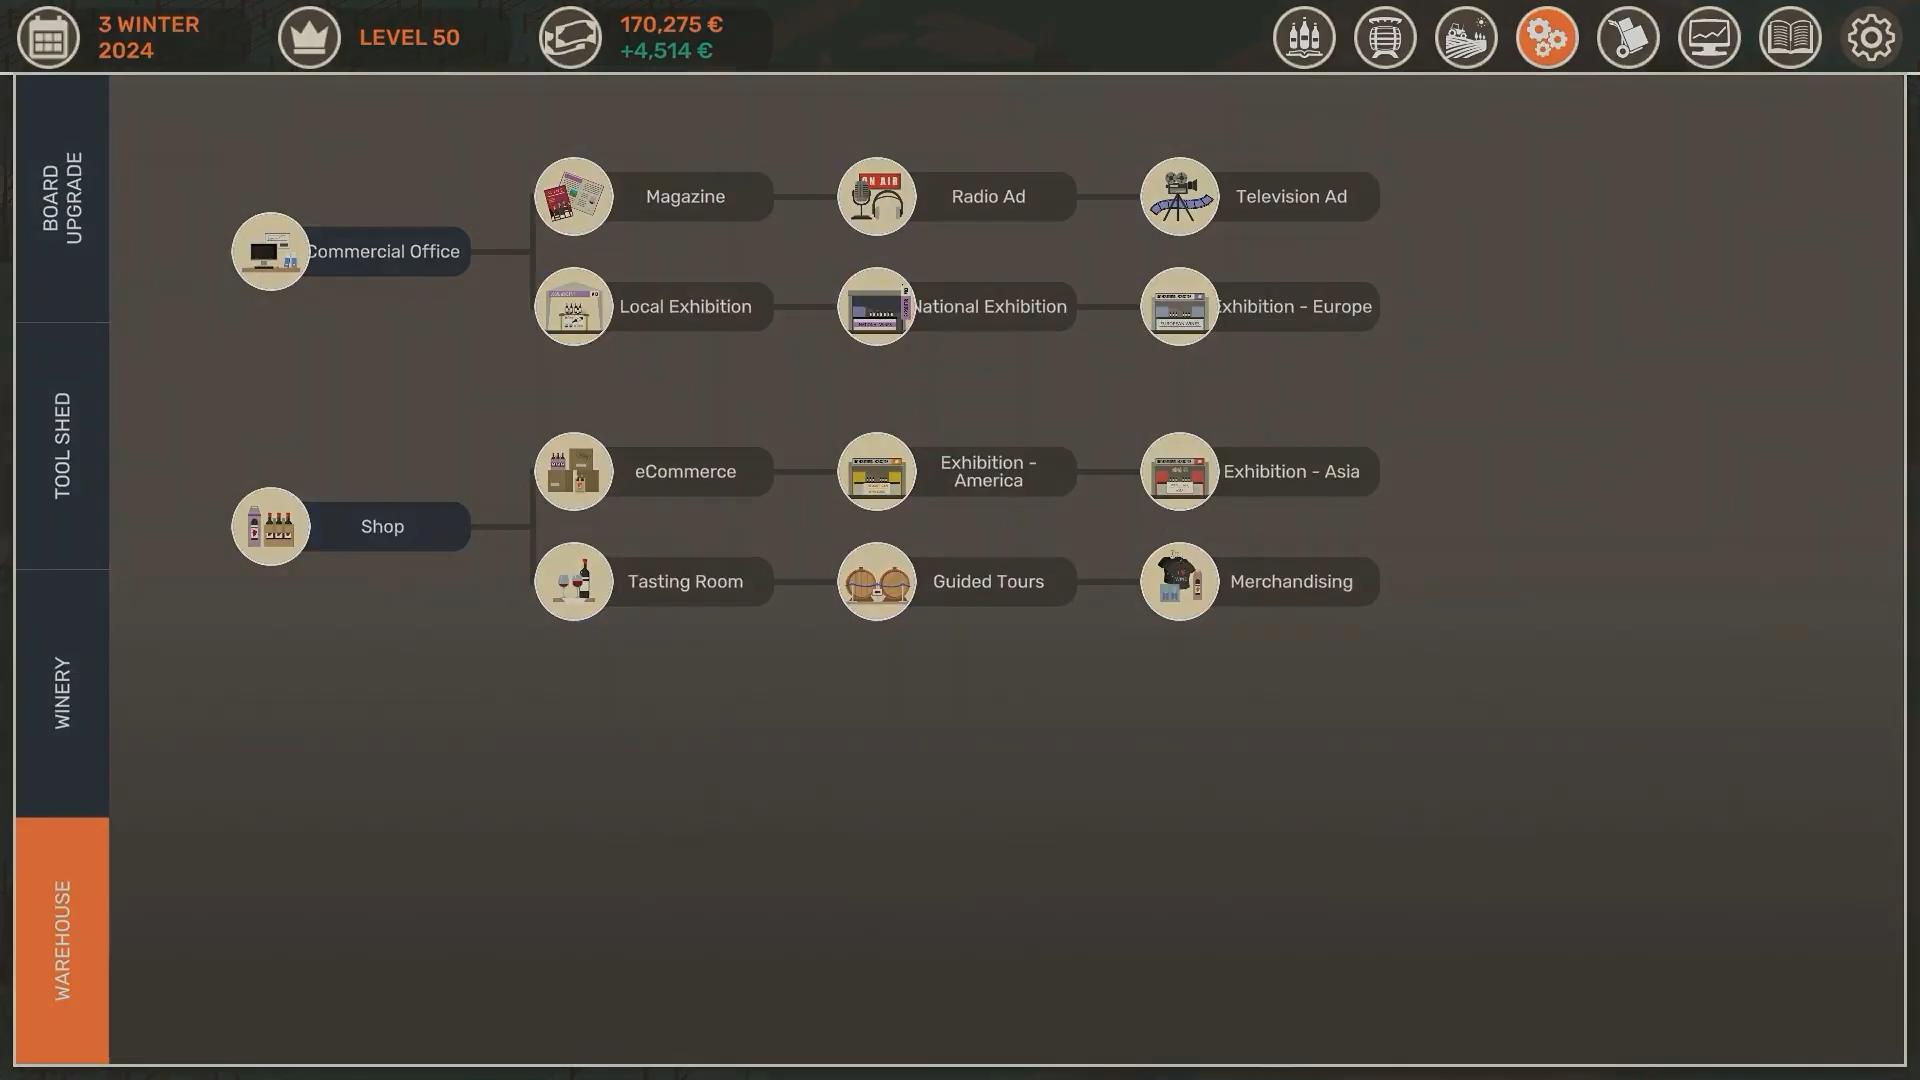 3 WINTER
2024
LEVEL 50
170,275 €
+4,514 €
BOARD
UPGRADE
TOOL SHED
WINERY
WAREHOUSE
Commercial Office
Magazine
ON AIR
Radio Ad
Television Ad
Local Exhibition
National Exhibition
Exhibition - Europe
Shop
eCommerce
Exhibition -
America
Exhibition - Asia
Tasting Room
Guided Tours
Merchandising